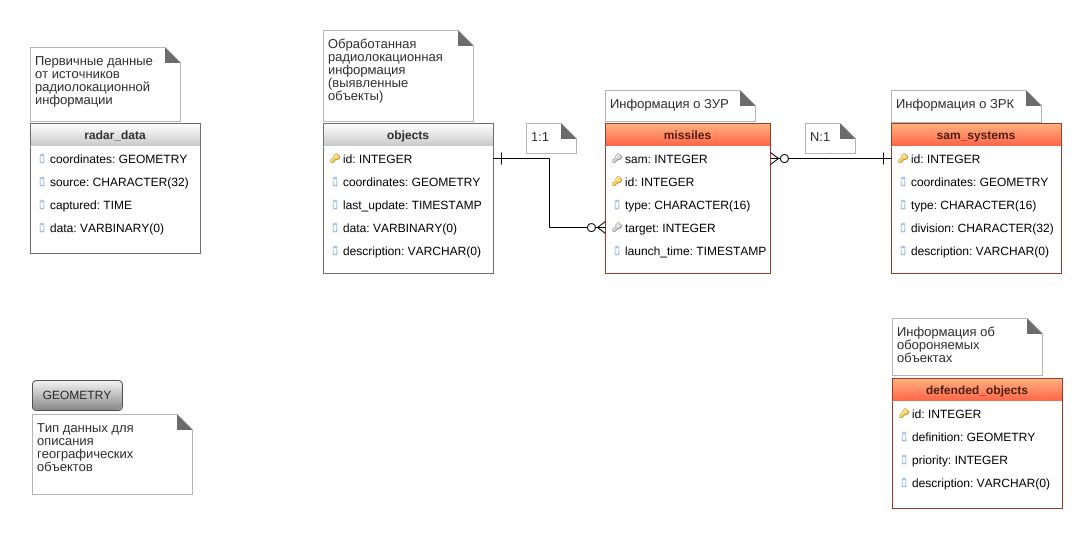 Первичные данные
от источников
радиолокационной
информации
radar_data
coordinates: GEOMETRY
source: CHARACTER(32)
captured: TIME
data: VARBINARY(0)
Обработанная
радиолокационная
информация
(выявленные
объекты)
objects
id: INTEGER
coordinates: GEOMETRY
last_update: TIMESTAMP
data: VARBINARY(0)
description: VARCHAR(0)
1:1
Информация о ЗУР
missiles
sam: INTEGER
id: INTEGER
type: CHARACTER(16)
target: INTEGER
launch_time: TIMESTAMP
N:1
Информация о ЗРК
sam_systems
id: INTEGER
coordinates: GEOMETRY
type: CHARACTER(16)
division: CHARACTER(32)
description: VARCHAR(0)
GEOMETRY
Тип данных для
описания
географических
объектов
Информация об
обороняемых
объектах
defended_objects
id: INTEGER
definition: GEOMETRY
priority: INTEGER
description: VARCHAR(0)